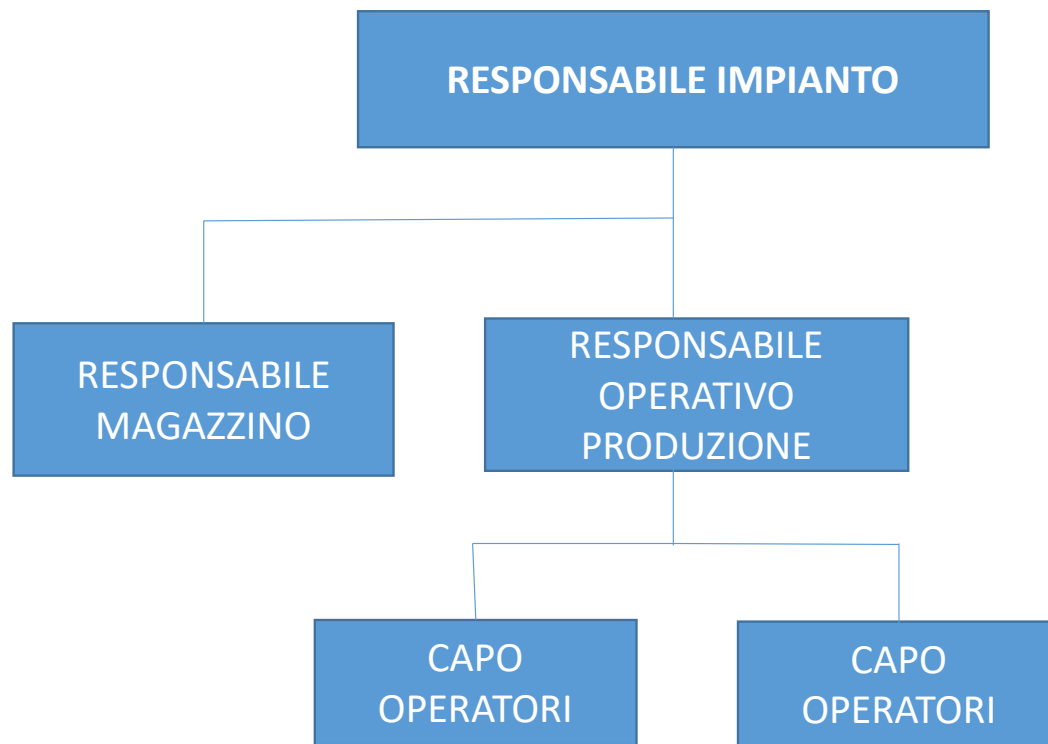 RESPONSABILE IMPIANTO
RESPONSABILE
MAGAZZINO
RESPONSABILE
OPERATIVO
PRODUZIONE
CAPO
OPERATORI
CAPO
OPERATORI